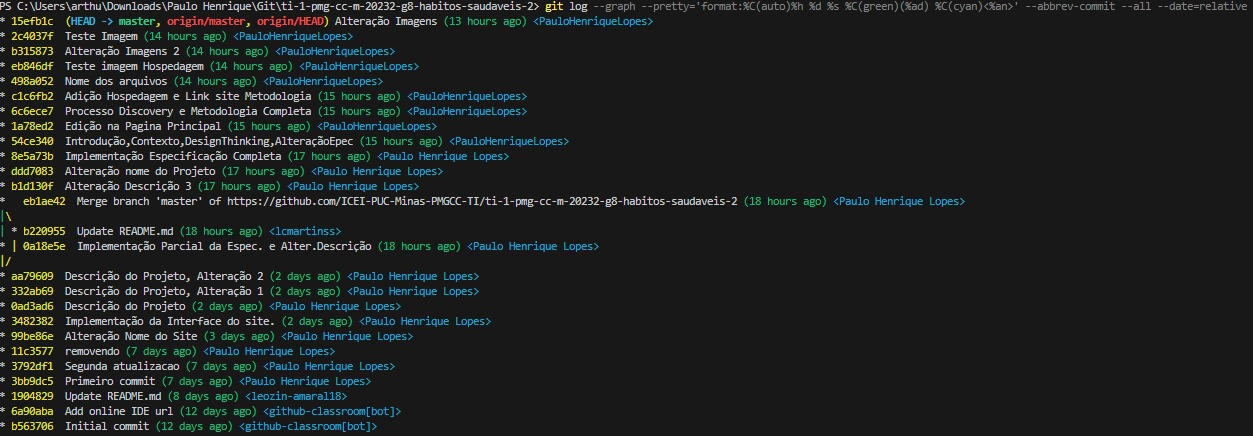 PS C:\Users\arthu\Downloads\Paulo Henrique\Git\ti-1-pmg-cc-m-20232-g8-habitos-saudaveis-2> git log --graph --pretty='format:%C(auto)%h %d %s %C(green)(%ad) %C(cyan)<%an>' --abbrev-commit --all --date=relative
* 15efb1c  (HEAD -> master, origin/master, origin/HEAD) Alteração Imagens (13 hours ago) <PauloHenriqueLopes>
* 2c4037f  Teste Imagem (14 hours ago) <PauloHenriqueLopes>
* b315873  Alteração Imagens 2 (14 hours ago) <PauloHenriqueLopes>
* eb846df  Teste imagem Hospedagem (14 hours ago) <PauloHenriqueLopes>
* 498a052  Nome dos arquivos (14 hours ago) <PauloHenriqueLopes>
* c1c6fb2  Adição Hospedagem e Link site Metodologia (15 hours ago) <PauloHenriqueLopes>
* 6c6ece7  Processo Discovery e Metodologia Completa (15 hours ago) <PauloHenriqueLopes>
* 1a78ed2  Edição na Pagina Principal (15 hours ago) <PauloHenriqueLopes>
* 54ce340  Introdução,Contexto,DesignThinking,AlteraçãoEpec (15 hours ago) <PauloHenriqueLopes>
* 8e5a73b  Implementação Especificação Completa (17 hours ago) <Paulo Henrique Lopes>
* ddd7083  Alteração nome do Projeto (17 hours ago) <Paulo Henrique Lopes>
* b1d130f  Alteração Descrição 3 (17 hours ago) <Paulo Henrique Lopes>
*   eb1ae42  Merge branch 'master' of https://github.com/ICEI-PUC-Minas-PMGCC-TI/ti-1-pmg-cc-m-20232-g8-habitos-saudaveis-2 (18 hours ago) <Paulo Henrique Lopes>
|\
| * b220955  Update README.md (18 hours ago) <lcmartinss>
* | 0a18e5e  Implementação Parcial da Espec. e Alter.Descrição (18 hours ago) <Paulo Henrique Lopes>
|/
* aa79609  Descrição do Projeto, Alteração 2 (2 days ago) <Paulo Henrique Lopes>
* 332ab69  Descrição do Projeto, Alteração 1 (2 days ago) <Paulo Henrique Lopes>
* 0ad3ad6  Descrição do Projeto (2 days ago) <Paulo Henrique Lopes>
* 3482382  Implementação da Interface do site. (2 days ago) <Paulo Henrique Lopes>
* 99be86e  Alteração Nome do Site (3 days ago) <Paulo Henrique Lopes>
* 11c3577  removendo (7 days ago) <Paulo Henrique Lopes>
* 3792df1  Segunda atualizacao (7 days ago) <Paulo Henrique Lopes>
* 3bb9dc5  Primeiro commit (7 days ago) <Paulo Henrique Lopes>
* 1904829  Update README.md (8 days ago) <leozin-amaral18>
* 6a90aba  Add online IDE url (12 days ago) <github-classroom[bot]>
* b563706  Initial commit (12 days ago) <github-classroom[bot]>